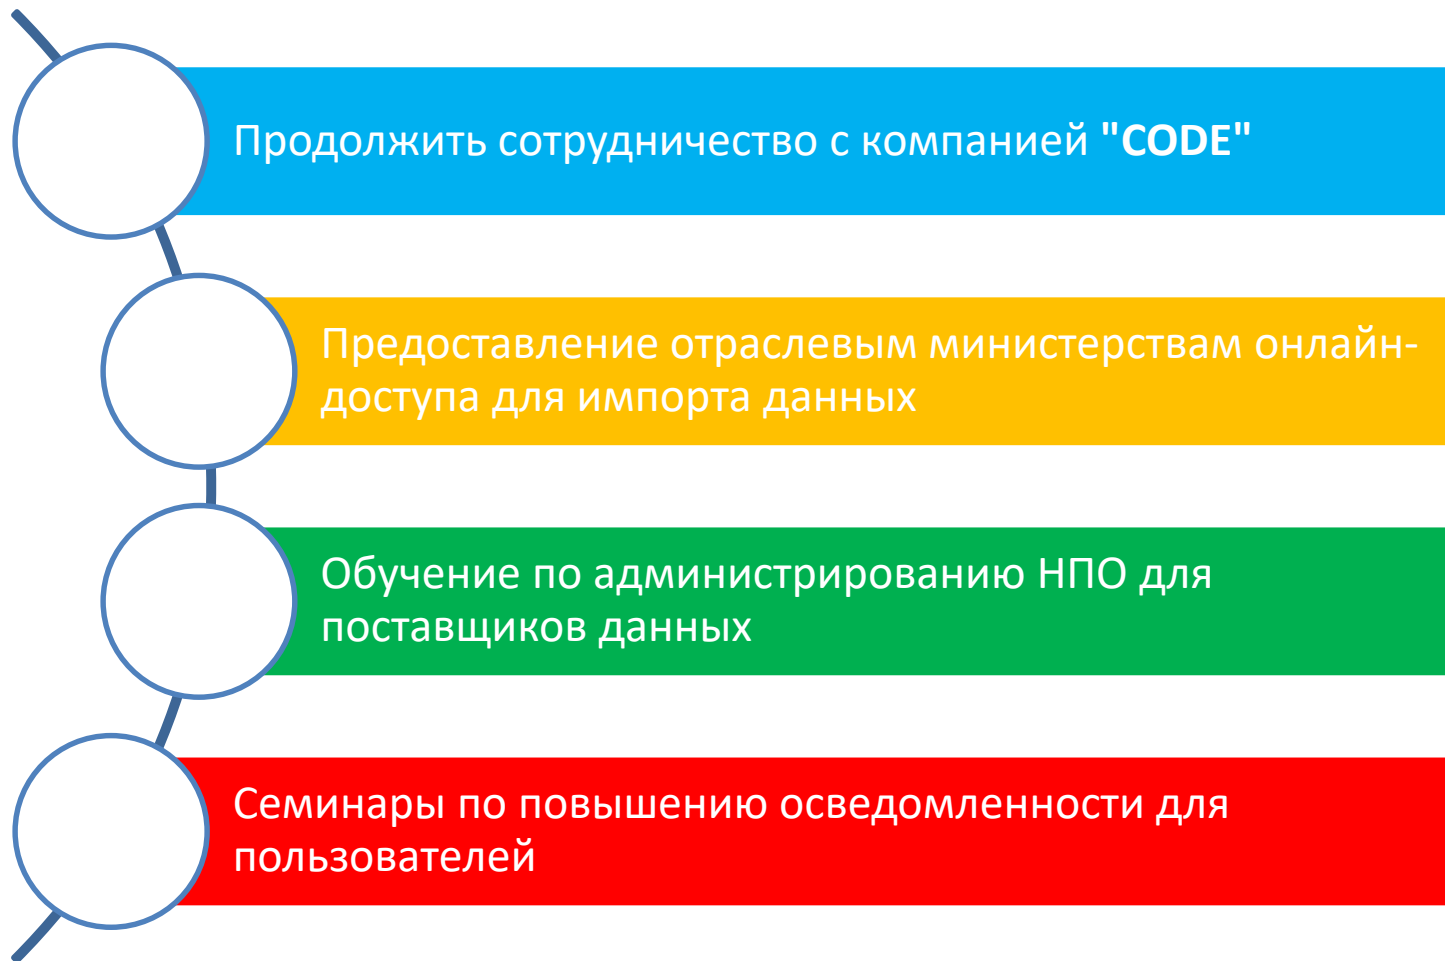 Продолжить сотрудничество с компанией "CODE"
Предоставление отраслевым министерствам онлайн-
доступа для импорта данных
Обучение по администрированию НПО для
поставщиков данных
Семинары по повышению осведомленности для
пользователей